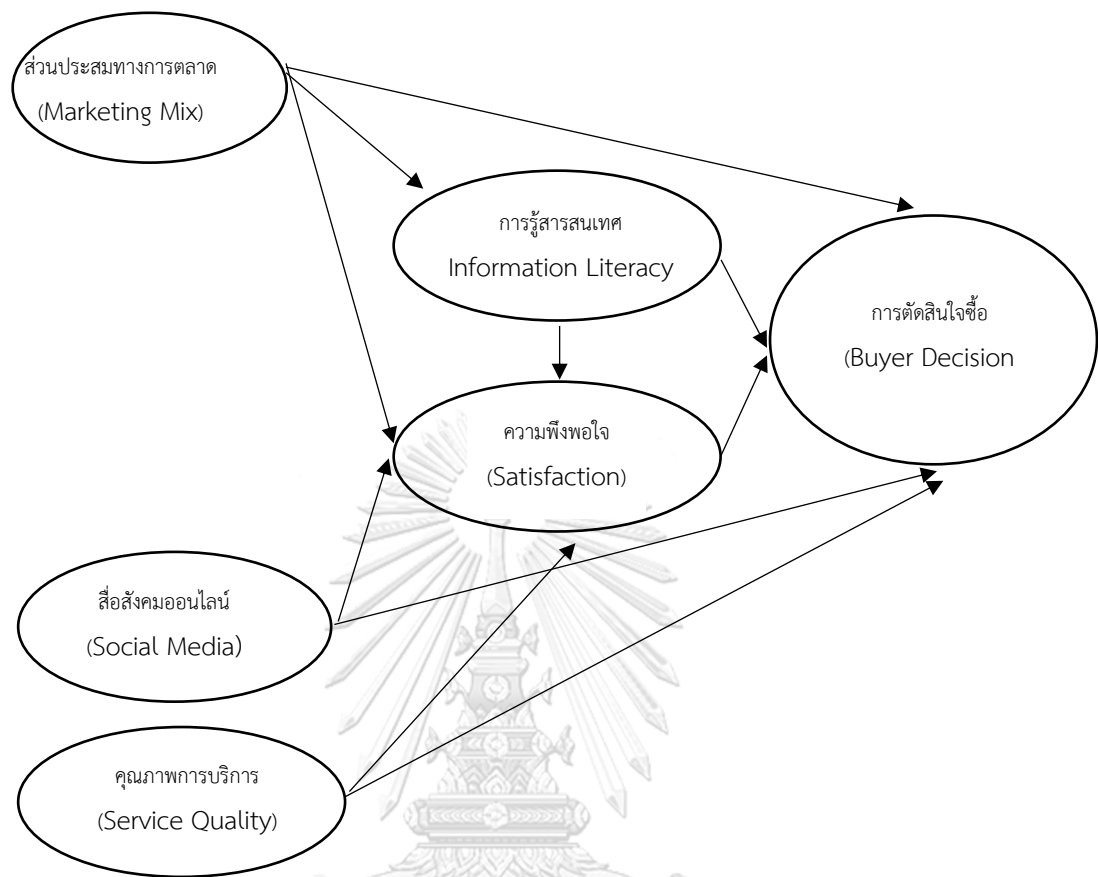 ส่วนประสมทางการตลาด
(Marketing Mix)
การรู้สารสนเทศ
Information Literacy
การตัดสินใจซื้อ
(Buyer Decision
ความพึงพอใจ
(Satisfaction)
สื่อสังคมออนไลน์
(Social Media)
คุณภาพการบริการ
(Service Quality)